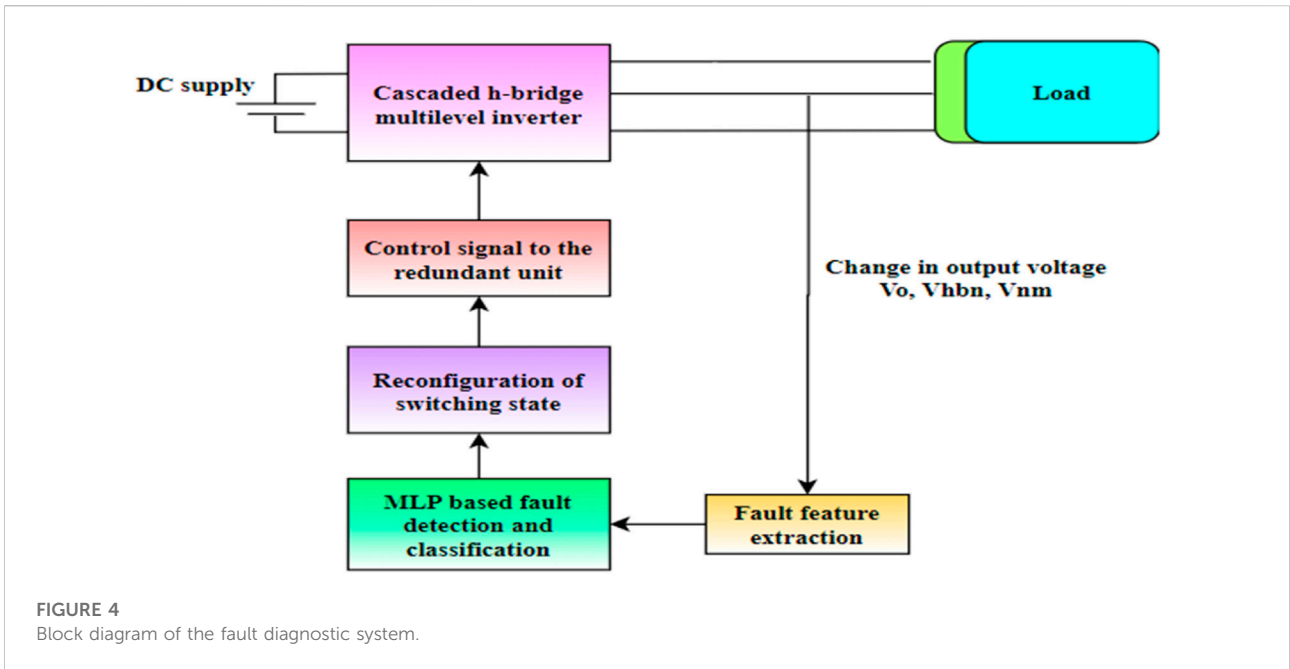 DC supply
Cascaded h-bridge
multilevel inverter
Load
Control signal to the
redundant unit
Change in output voltage
Vo, Vhbn, Vnm
Reconfiguration of
switching state
MLP based fault
detection and
classification
Fault feature
extraction
FIGURE 4
Block diagram of the fault diagnostic system.